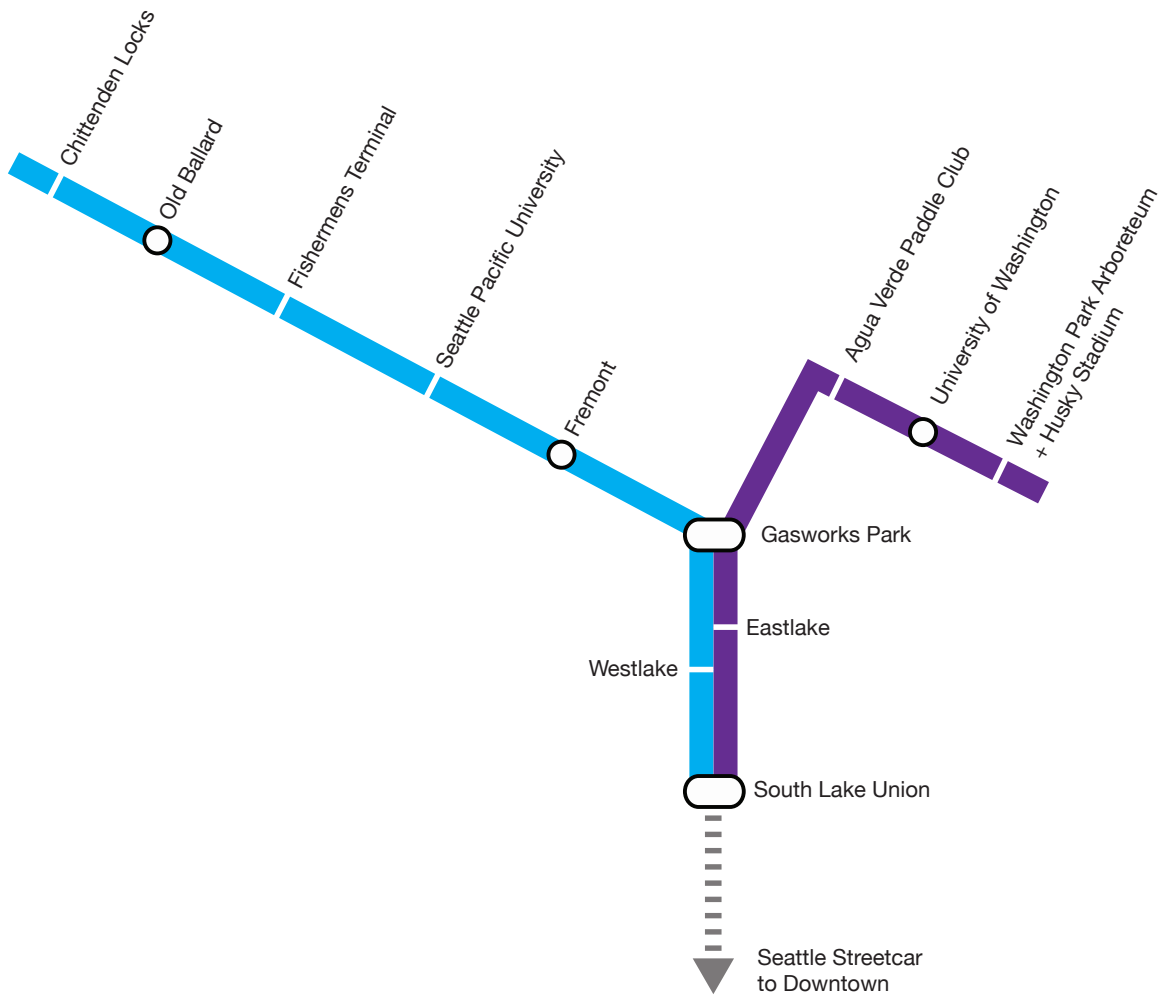 Chittenden Locks
Old Ballard
Fishermens Terminal
Seattle Pacific University
Fremont
Agua Verde Paddle Club
University of Washington
Washington Park Arboreteum
+ Husky Stadium
Gasworks Park
Eastlake
Westlake
South Lake Union
Seattle Streetcar
to Downtown